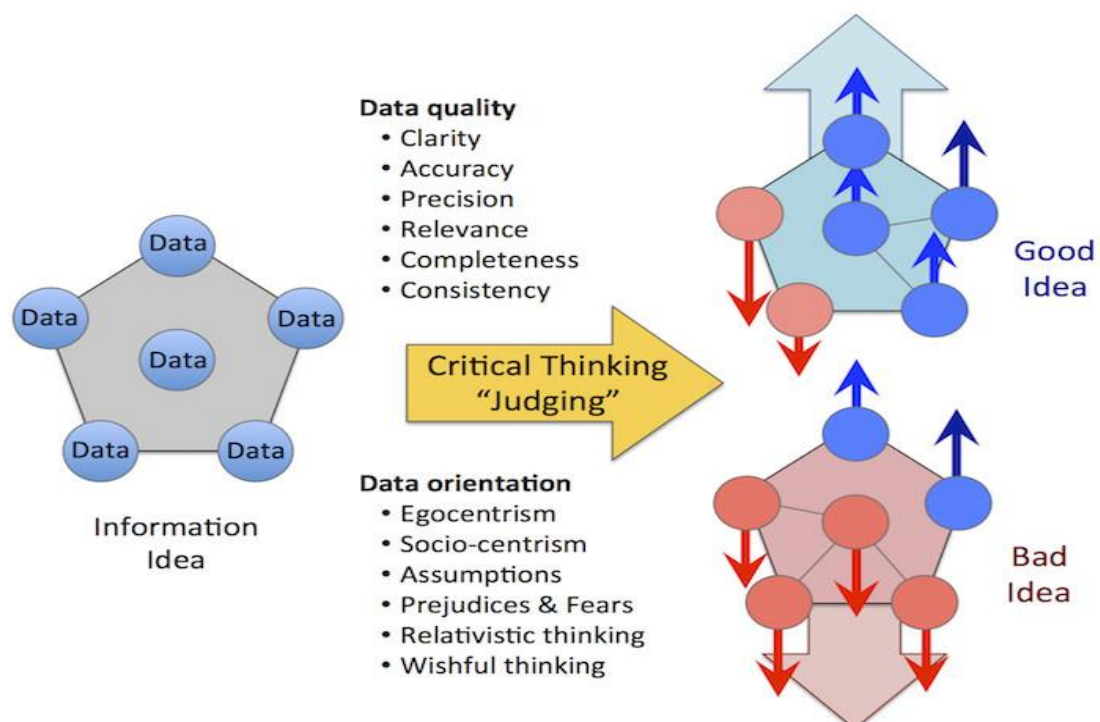 Data
Data
Data
Data
Data
Data
Information
Idea
Data quality
• Clarity
• Accuracy
• Precision
• Relevance
• Completeness
• Consistency
Critical Thinking
“Judging”
Data orientation
• Egocentrism
• Socio-centrism
• Assumptions
• Prejudices & Fears
• Relativistic thinking
• Wishful thinking
Good
Idea
Bad
Idea